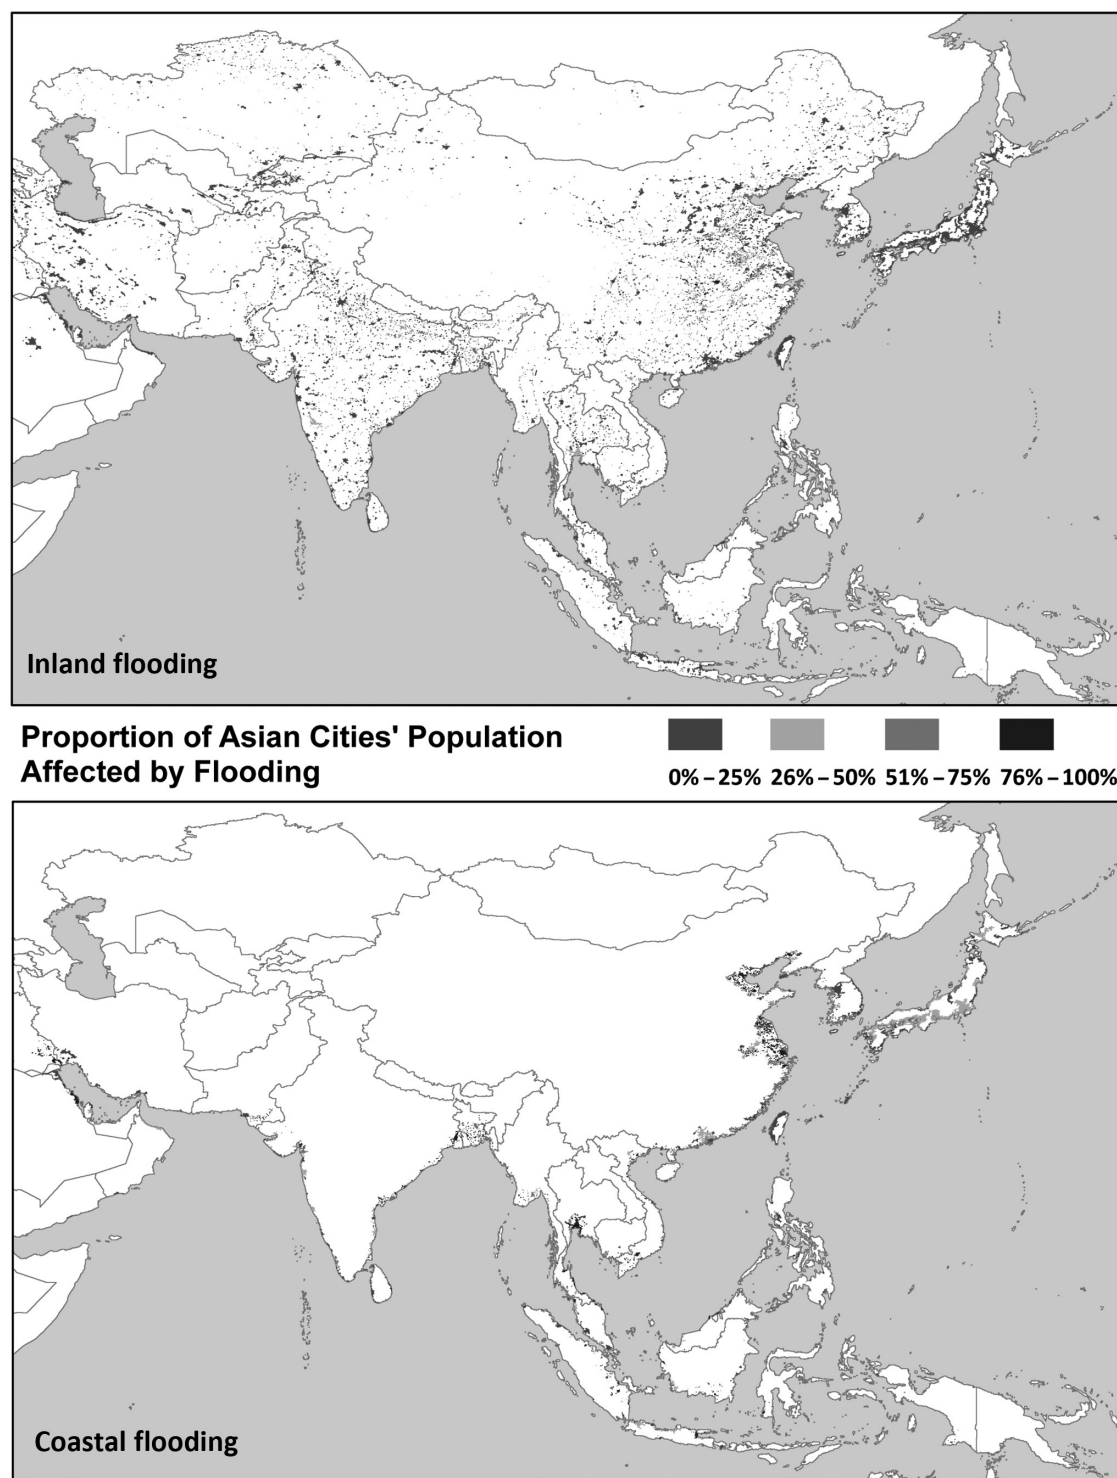 Inland flooding
Proportion of Asian Cities' Population
Affected by Flooding
0% – 25% 26% – 50% 51% – 75% 76% – 100%
Coastal flooding